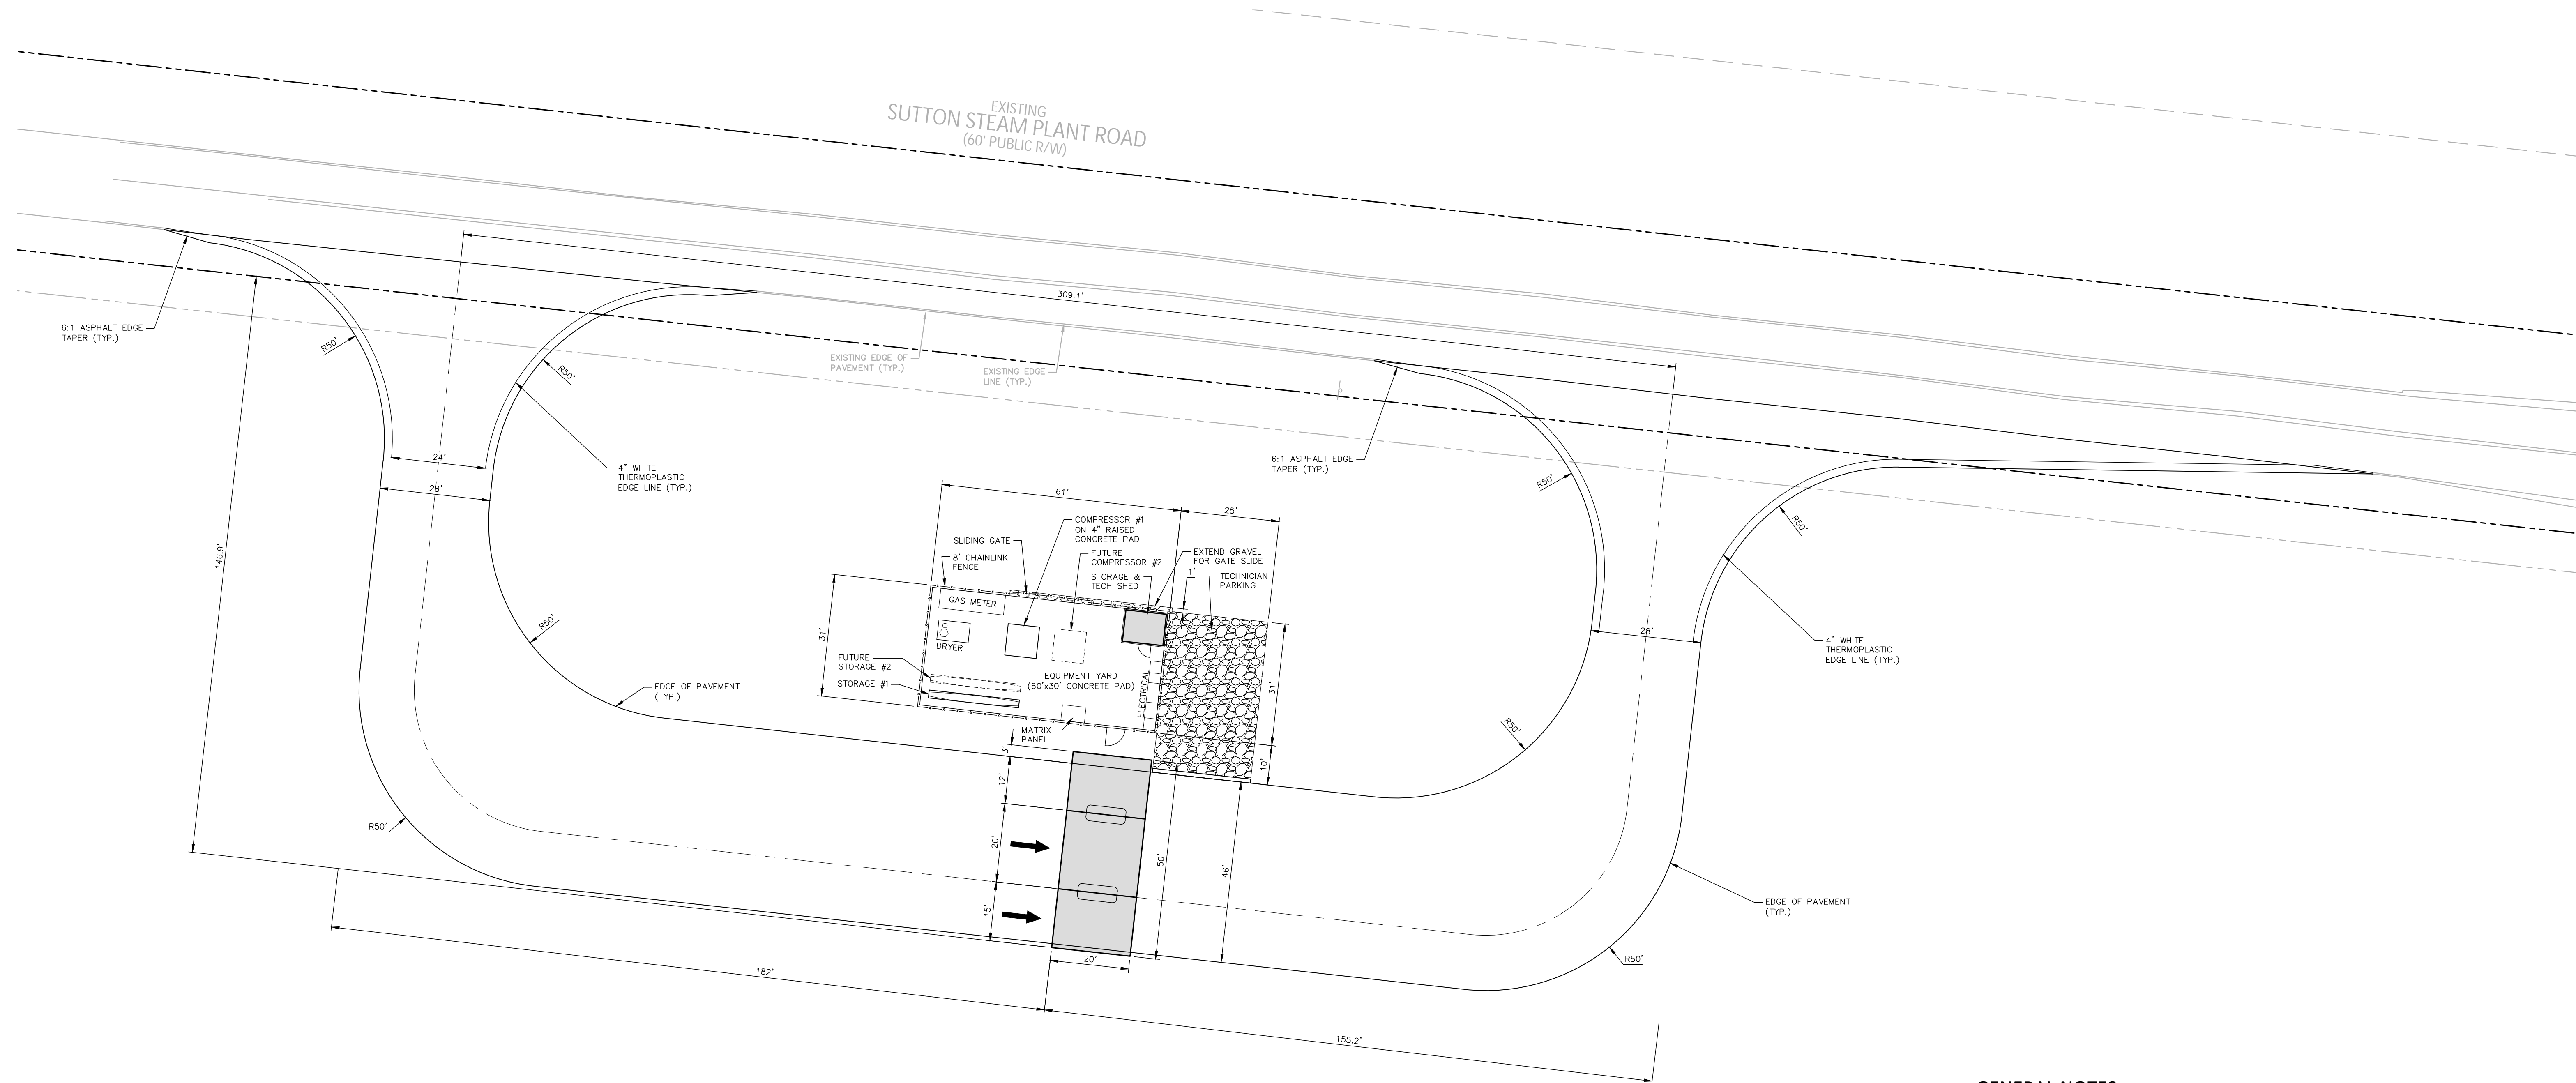 EXISTING
SUTTON STEAM PLANT ROAD
(60' PUBLIC R/W)
309.1'
6:1 ASPHALT EDGE
TAPER (TYP.)
R50'
R50'
EXISTING EDGE OF
PAVEMENT (TYP.)
EXISTING EDGE
LINE (TYP.)
P
24'
28'
4" WHITE
THERMOPLASTIC
EDGE LINE (TYP.)
6:1 ASPHALT EDGE
TAPER (TYP.)
R50'
R50'
146.9'
61'
25'
COMPRESSOR #1
ON 4" RAISED
CONCRETE PAD
SLIDING GATE
8' CHAINLINK
FENCE
FUTURE
COMPRESSOR #2
EXTEND GRAVEL
FOR GATE SLIDE
STORAGE &
TECH SHED
1'
TECHNICIAN
PARKING
GAS METER
31'
R50'
DRYER
28'
4" WHITE
THERMOPLASTIC
EDGE LINE (TYP.)
FUTURE
STORAGE #2
STORAGE #1
EQUIPMENT YARD
(60'x30' CONCRETE PAD)
ELECTRICAL
31'
EDGE OF PAVEMENT
(TYP.)
MATRIX
PANEL
R50'
3'
12'
10'
R50'
20'
50'
46'
15'
EDGE OF PAVEMENT
(TYP.)
20'
R50'
182'
155.2'